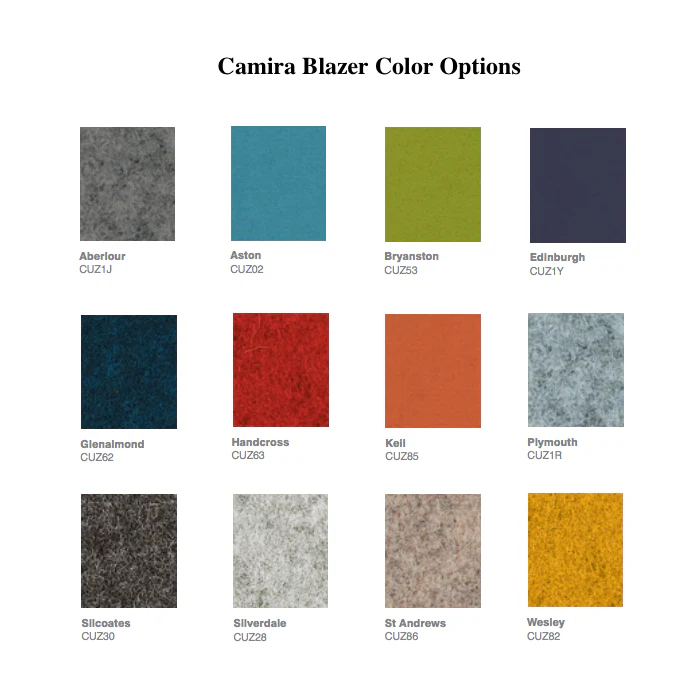 Camira Blazer Color Options
Aberlour
CUZ1J
Aston
CUZ02
Bryanston
CUZ53
Edinburgh
CUZ1Y
Glenalmond
CUZ62
Handcross
CUZ63
Keil
CUZ85
Plymouth
CUZ1R
Silcoates
CUZ30
Silverdale
CUZ28
St Andrews
CUZ86
Wesley
CUZ82